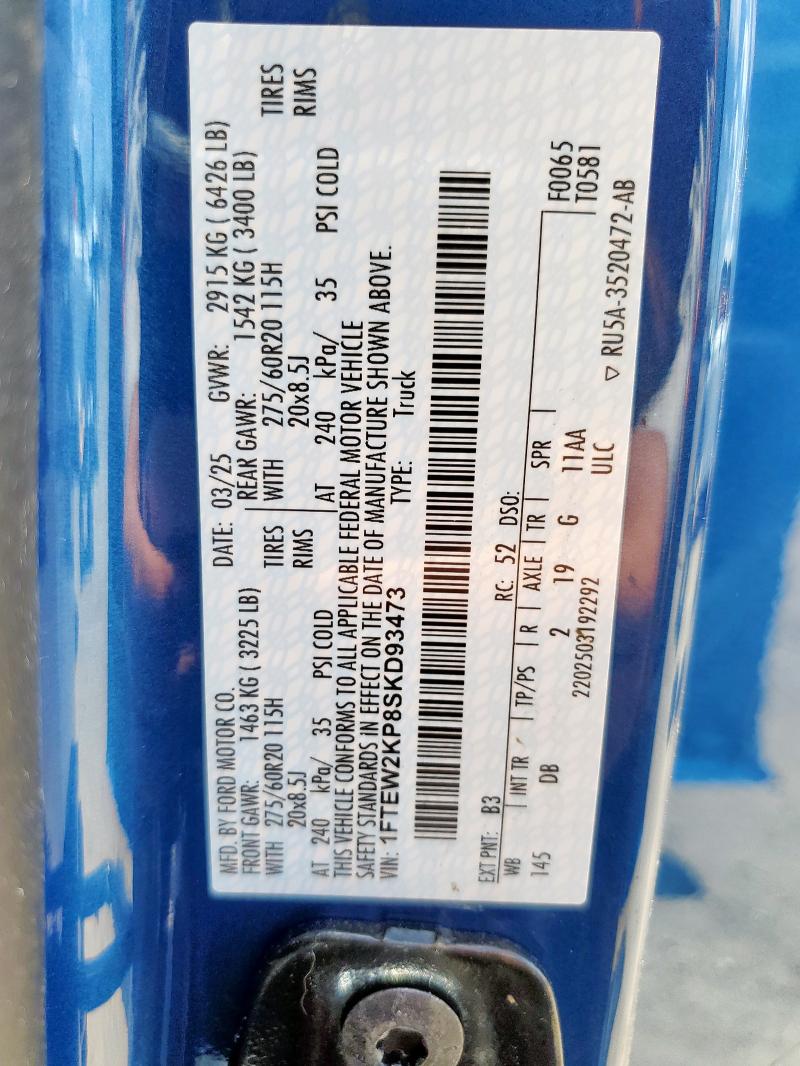 MFD. BY FORD MOTOR CO. DATE: 03/25 GVWR: 2915 KG ( 6426 LB)
FRONT GAWR: 1463 KG ( 3225 LB) REAR GAWR: 1542 KG ( 3400 LB)
WITH 275/60R20 115H TIRES WITH 275/60R20 115H TIRES
20x8.5J RIMS 20x8.5J RIMS
AT 240 kPa/ 35 PSI COLD AT 240 kPa/ 35 PSI COLD
THIS VEHICLE CONFORMS TO ALL APPLICABLE FEDERAL MOTOR VEHICLE
SAFETY STANDARDS IN EFFECT ON THE DATE OF MANUFACTURE SHOWN ABOVE.
VIN: 1FTEW2KP8SKD93473 TYPE: Truck
EXT PNT: B3 RC: 52 DSO: F0065
WB INT TR TP/PS R AXLE TR SPR T0581
145 DB 2 19 G 11AA
2202503192292 ULC
▽ RU5A-3520472-AB